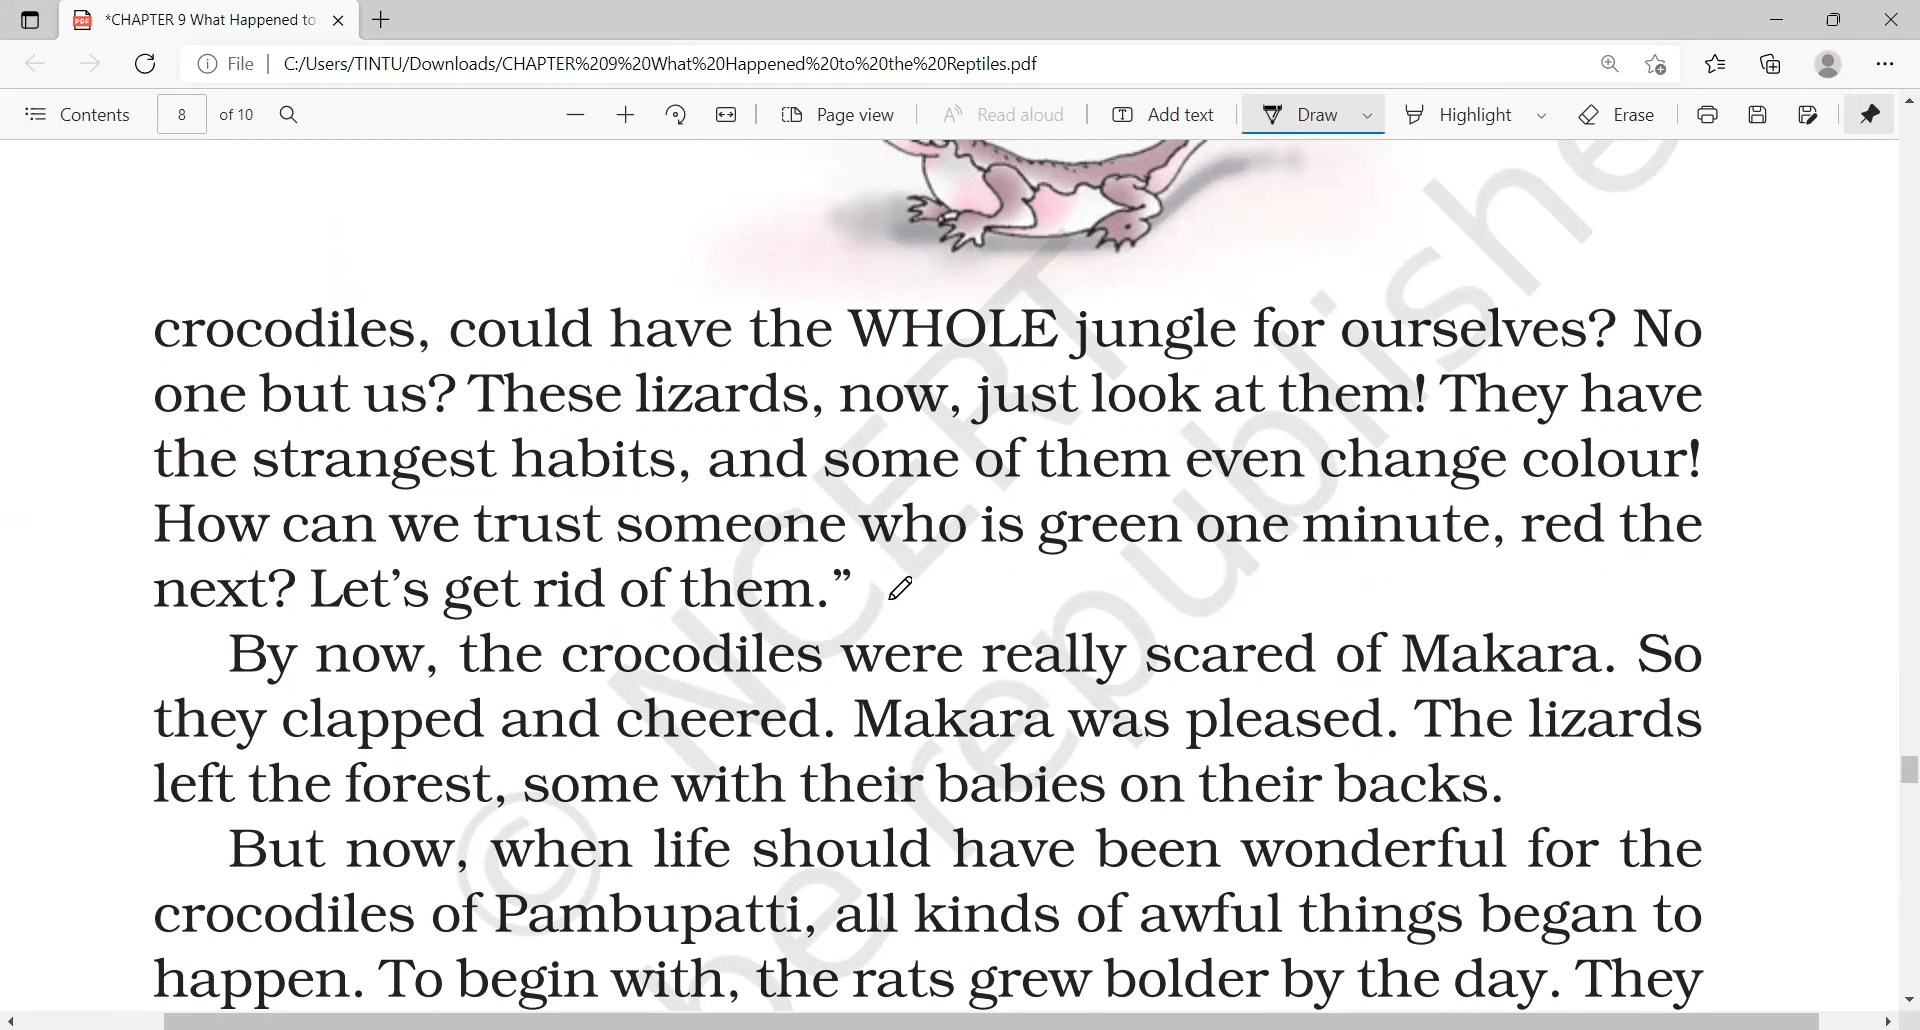 *CHAPTER 9 What Happened to
File
C:/Users/TINTU/Downloads/CHAPTER%209%20What%20Happened%20to%20the%20Reptiles.pdf
Contents
8 of 10
Page view
Read aloud
Add text
Draw
Highlight
Erase
crocodiles, could have the WHOLE jungle for ourselves? No
one but us? These lizards, now, just look at them! They have
the strangest habits, and some of them even change colour!
How can we trust someone who is green one minute, red the
next? Let’s get rid of them.”
By now, the crocodiles were really scared of Makara. So
they clapped and cheered. Makara was pleased. The lizards
left the forest, some with their babies on their backs.
But now, when life should have been wonderful for the
crocodiles of Pambupatti, all kinds of awful things began to
happen. To begin with, the rats grew bolder by the day. They
© NCERT
be republishe